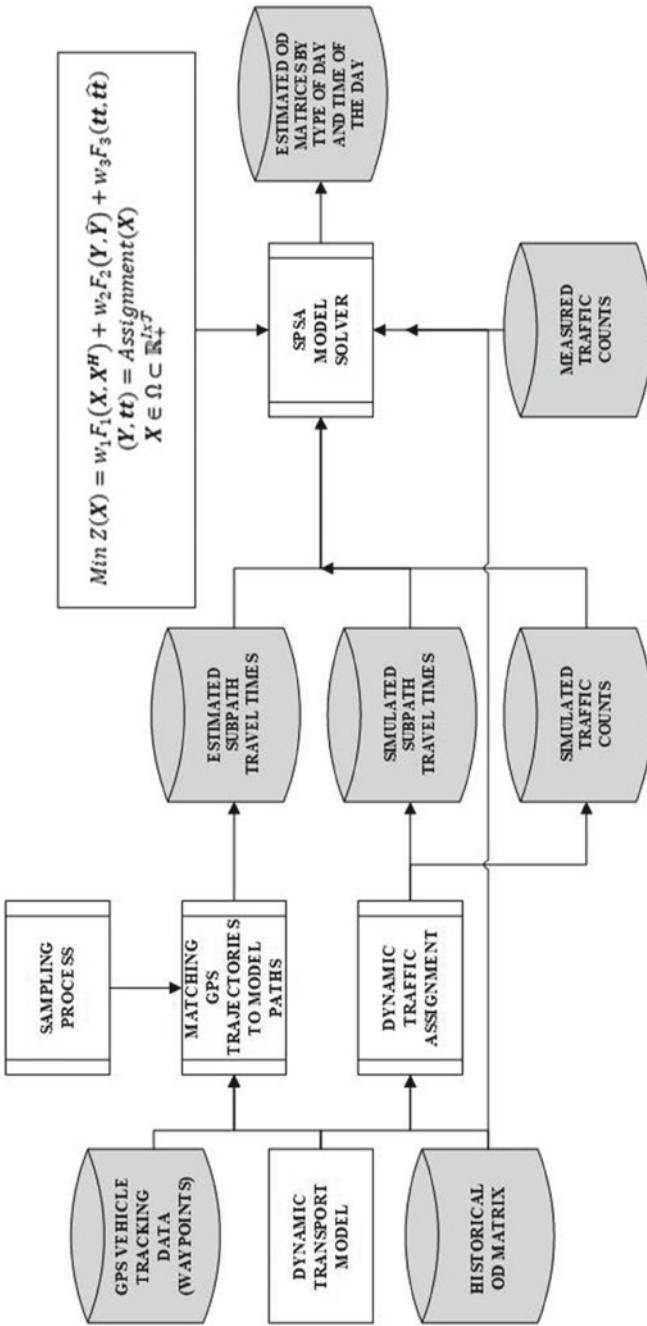 SAMPLING
PROCESS
GPS VEHICLE
TRACKING
DATA
(WAYPOINTS)
DYNAMIC
TRANSPORT
MODEL
HISTORICAL
OD MATRIX
MATCHING
GPS
TRAJECTORIES
TO MODEL
PATHS
DYNAMIC
TRAFFIC
ASSIGNMENT
ESTIMATED
SUBPATH
TRAVEL TIMES
SIMULATED
SUBPATH
TRAVEL TIMES
SIMULATED
TRAFFIC
COUNTS
Min Z(X) = w₁F₁(X, Xᴴ) + w₂F₂(Y, Ŷ) + w₃F₃(tt, t̂t)
(Y, tt) = Assignment(X)
X ∈ Ω ⊂ ℝ₊ᴵˣᵀ
SPSA
MODEL
SOLVER
MEASURED
TRAFFIC
COUNTS
ESTIMATED OD
MATRICES BY
TYPE OF DAY
AND TIME OF
THE DAY